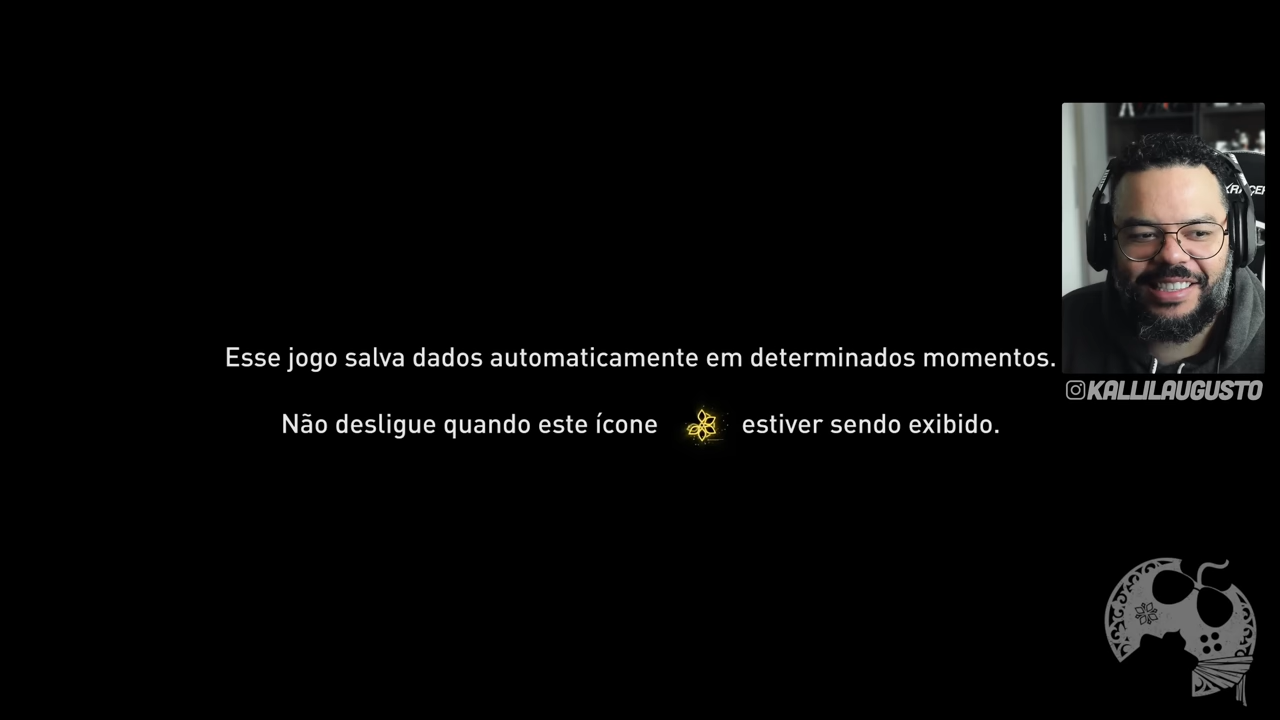 Esse jogo salva dados automaticamente em determinados momentos.
Não desligue quando este ícone estiver sendo exibido.
KALLILAUGUSTO